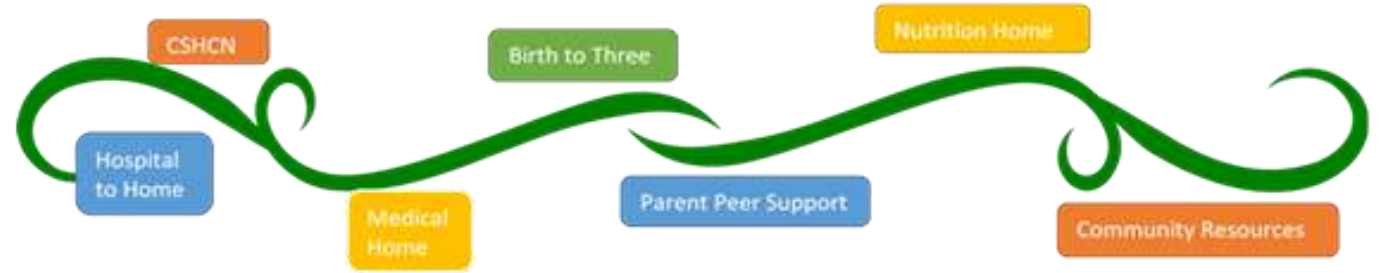 CSHCN
Hospital
to Home
Medical
Home
Birth to Three
Parent Peer Support
Nutrition Home
Community Resources